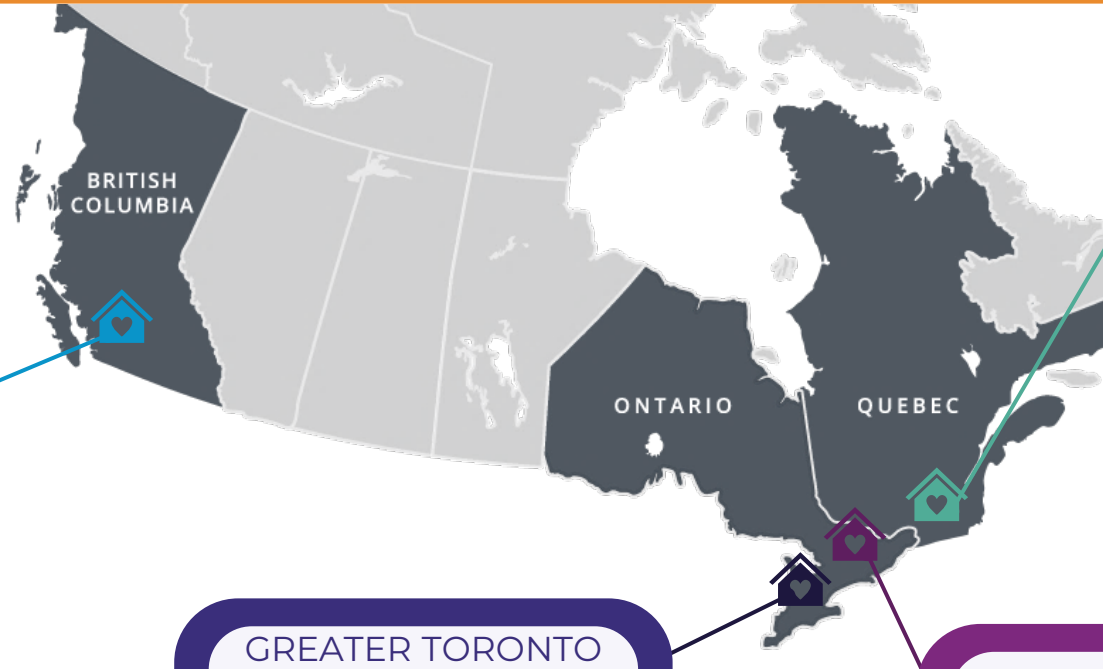 BRITISH
COLUMBIA
ONTARIO
QUEBEC
GREATER TORONTO